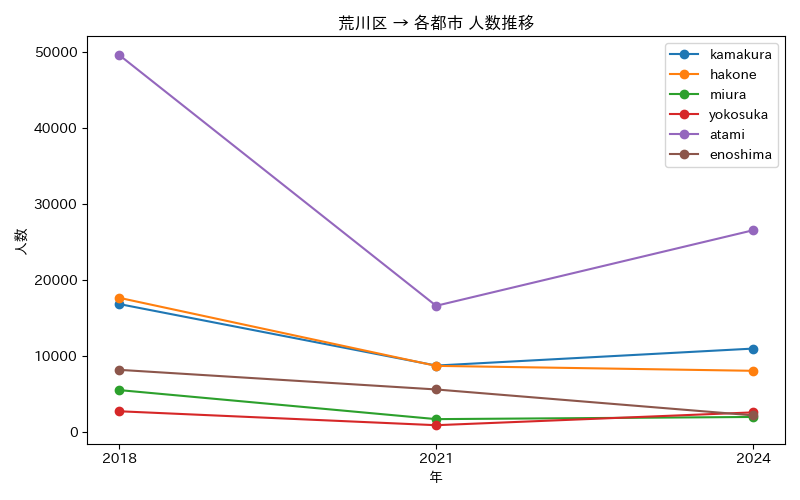 荒川区 → 各都市 人数推移
50000
40000
30000
20000
10000
0
人数
kamakura
hakone
miura
yokosuka
atami
enoshima
2018
2021
2024
年